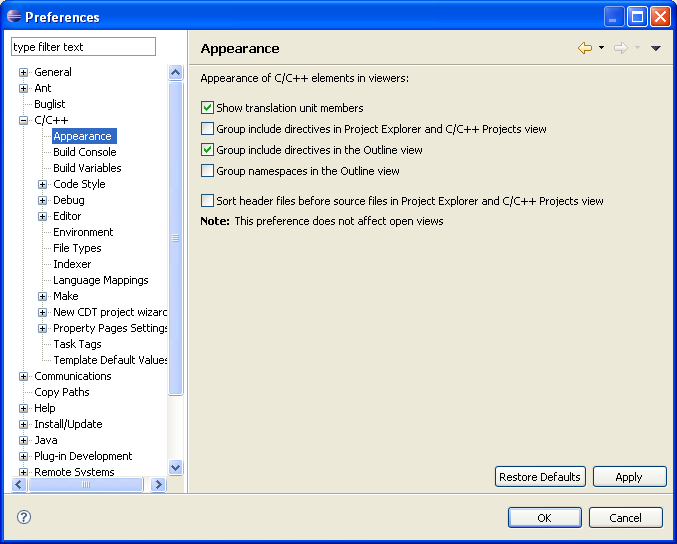 Preferences
type filter text
General
Ant
Buglist
C/C++
Appearance
Build Console
Build Variables
Code Style
Debug
Editor
Environment
File Types
Indexer
Language Mappings
Make
New CDT project wizarc
Property Pages Settings
Task Tags
Template Default Values
Communications
Copy Paths
Help
Install/Update
Java
Plug-in Development
Remote Systems
Appearance
Appearance of C/C++ elements in viewers:
Show translation unit members
Group include directives in Project Explorer and C/C++ Projects view
Group include directives in the Outline view
Group namespaces in the Outline view
Sort header files before source files in Project Explorer and C/C++ Projects view
Note: This preference does not affect open views
Restore Defaults Apply
? OK Cancel